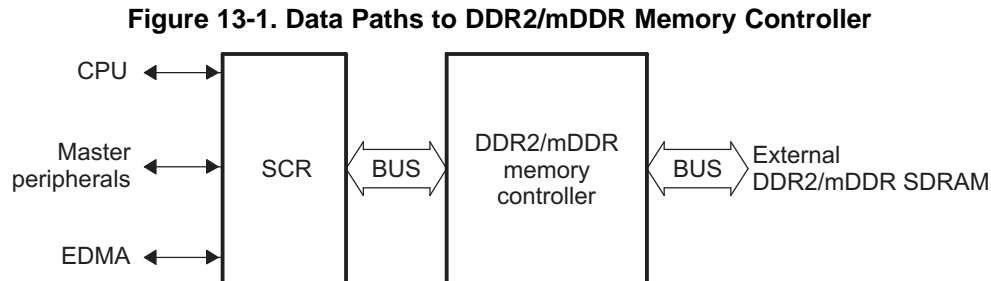 Figure 13-1. Data Paths to DDR2/mDDR Memory Controller
CPU
Master
peripherals
EDMA
SCR
BUS
DDR2/mDDR
memory
controller
BUS
External
DDR2/mDDR SDRAM